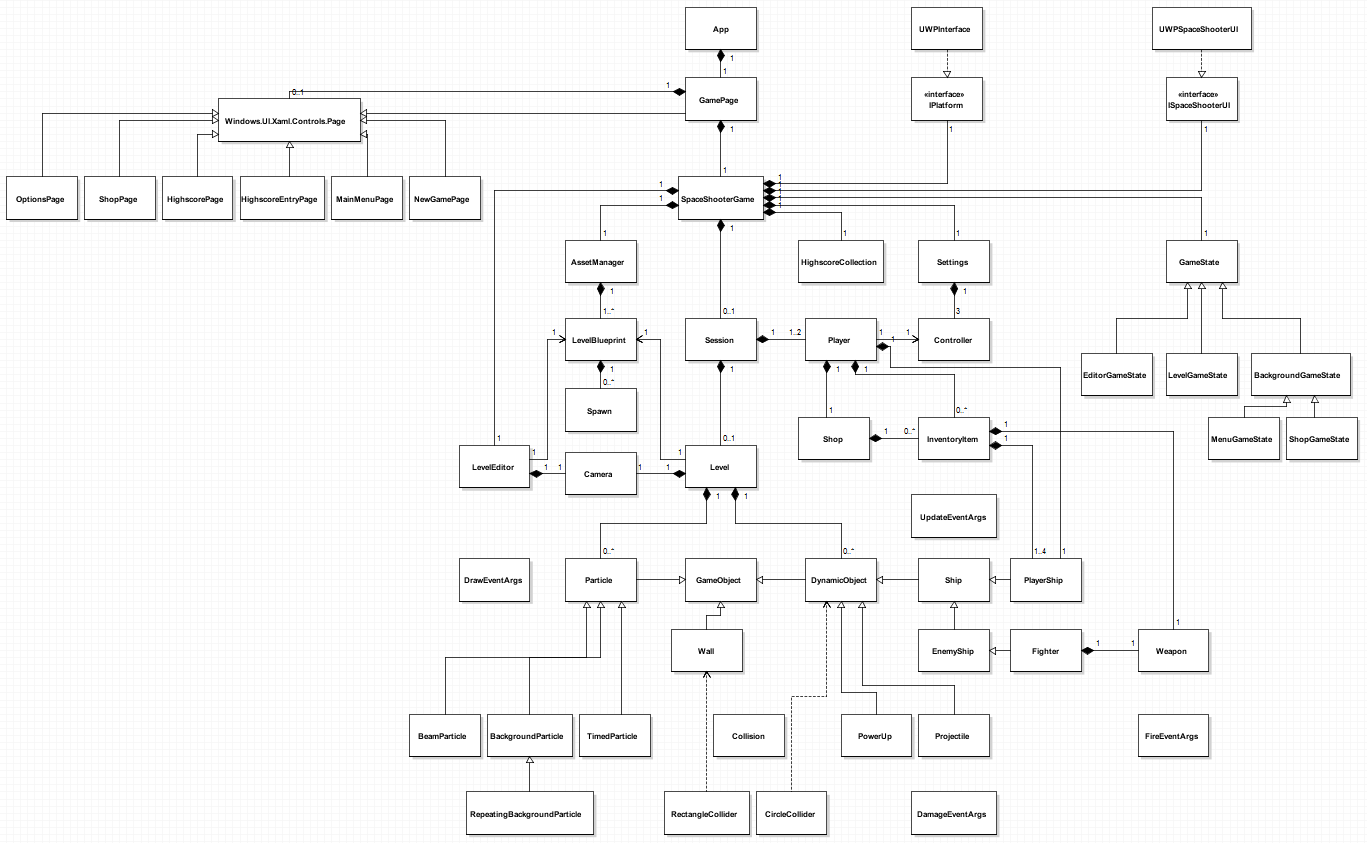 App
UWPInterface
UWPSpaceShooterUI
1
1
1
0..1
GamePage
«interface»
IPlatform
«interface»
ISpaceShooterUI
Windows.UI.Xaml.Controls.Page
1
1
1
1
OptionsPage
ShopPage
HighscorePage
HighscoreEntryPage
MainMenuPage
NewGamePage
1
1
SpaceShooterGame
1
1
1
1
1
1
1
1
1
1
AssetManager
HighscoreCollection
Settings
GameState
1
1
1..*
0..1
3
LevelBlueprint
Session
Player
Controller
1
1
1
1..2
1
1
1
1
1
1
1
0..*
Spawn
EditorGameState
LevelGameState
BackgroundGameState
1
0..*
Shop
InventoryItem
1
0..*
1
1
MenuGameState
ShopGameState
1
0..1
LevelEditor
Camera
Level
1
1
1
1
1
1
1
1
UpdateEventArgs
0..*
0..*
1..4
1
DrawEventArgs
Particle
GameObject
DynamicObject
Ship
PlayerShip
1
Wall
EnemyShip
Fighter
1
1
Weapon
BeamParticle
BackgroundParticle
TimedParticle
Collision
PowerUp
Projectile
FireEventArgs
RepeatingBackgroundParticle
RectangleCollider
CircleCollider
DamageEventArgs